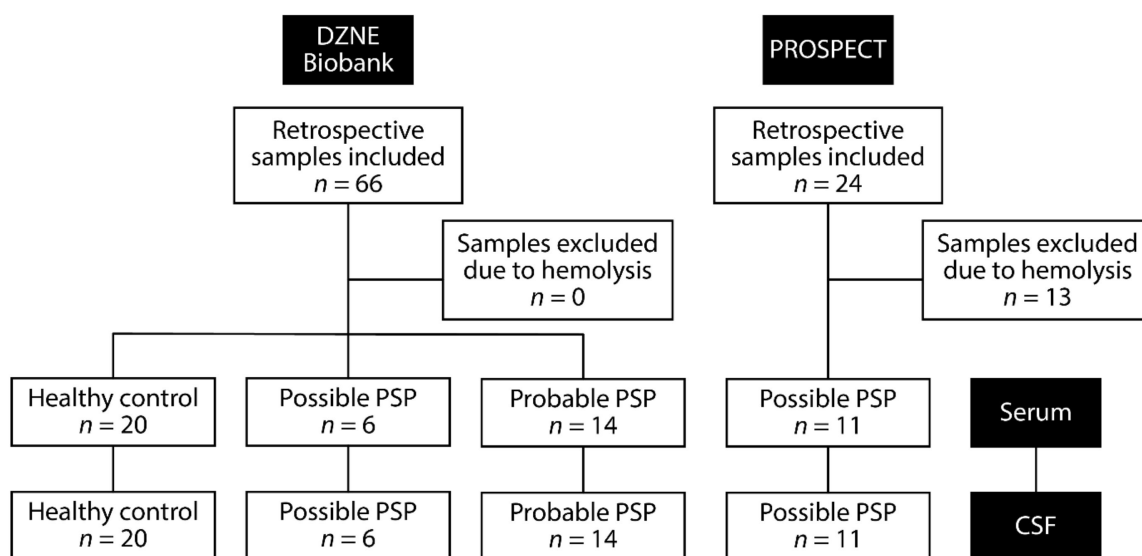 DZNE
Biobank
PROSPECT
Retrospective
samples included
n = 66
Retrospective
samples included
n = 24
Samples excluded
due to hemolysis
n = 0
Samples excluded
due to hemolysis
n = 13
Healthy control
n = 20
Possible PSP
n = 6
Probable PSP
n = 14
Possible PSP
n = 11
Serum
Healthy control
n = 20
Possible PSP
n = 6
Probable PSP
n = 14
Possible PSP
n = 11
CSF